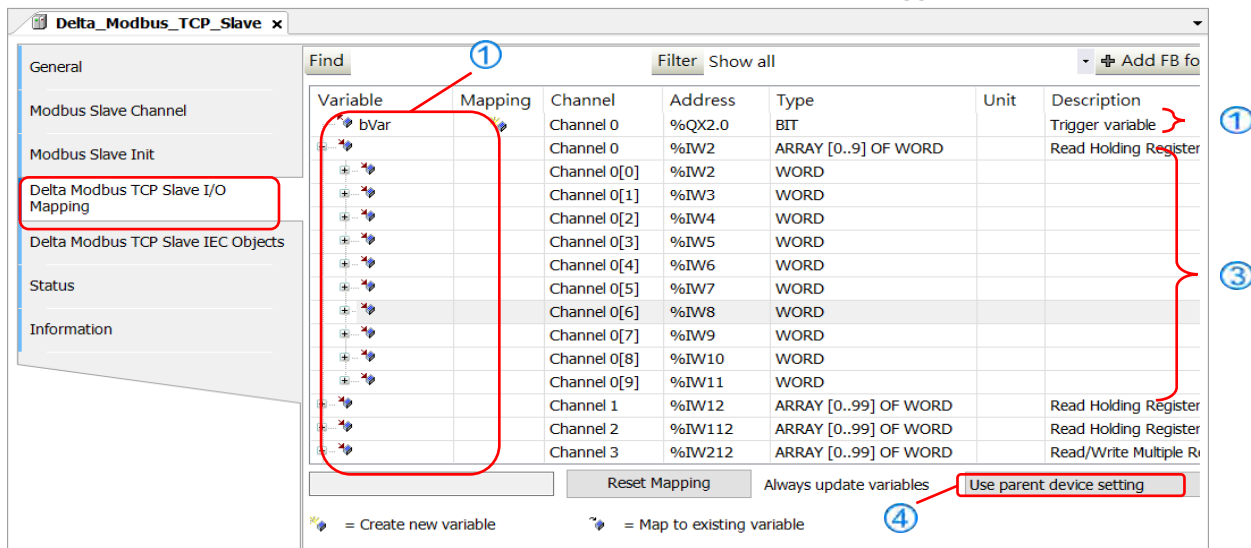 Delta_Modbus_TCP_Slave x
General
Modbus Slave Channel
Modbus Slave Init
Delta Modbus TCP Slave I/O
Mapping
Delta Modbus TCP Slave IEC Objects
Status
Information
Find 1 Filter Show all Add FB fo
Variable Mapping Channel Address Type Unit Description
bVar Channel 0 %QX2.0 BIT Trigger variable 1
Channel 0 %IW2 ARRAY [0..9] OF WORD Read Holding Register
Channel 0[0] %IW2 WORD
Channel 0[1] %IW3 WORD
Channel 0[2] %IW4 WORD
Channel 0[3] %IW5 WORD
Channel 0[4] %IW6 WORD
Channel 0[5] %IW7 WORD 3
Channel 0[6] %IW8 WORD
Channel 0[7] %IW9 WORD
Channel 0[8] %IW10 WORD
Channel 0[9] %IW11 WORD
Channel 1 %IW12 ARRAY [0..99] OF WORD Read Holding Register
Channel 2 %IW112 ARRAY [0..99] OF WORD Read Holding Register
Channel 3 %IW212 ARRAY [0..99] OF WORD Read/Write Multiple R
Reset Mapping Always update variables Use parent device setting
4
= Create new variable = Map to existing variable